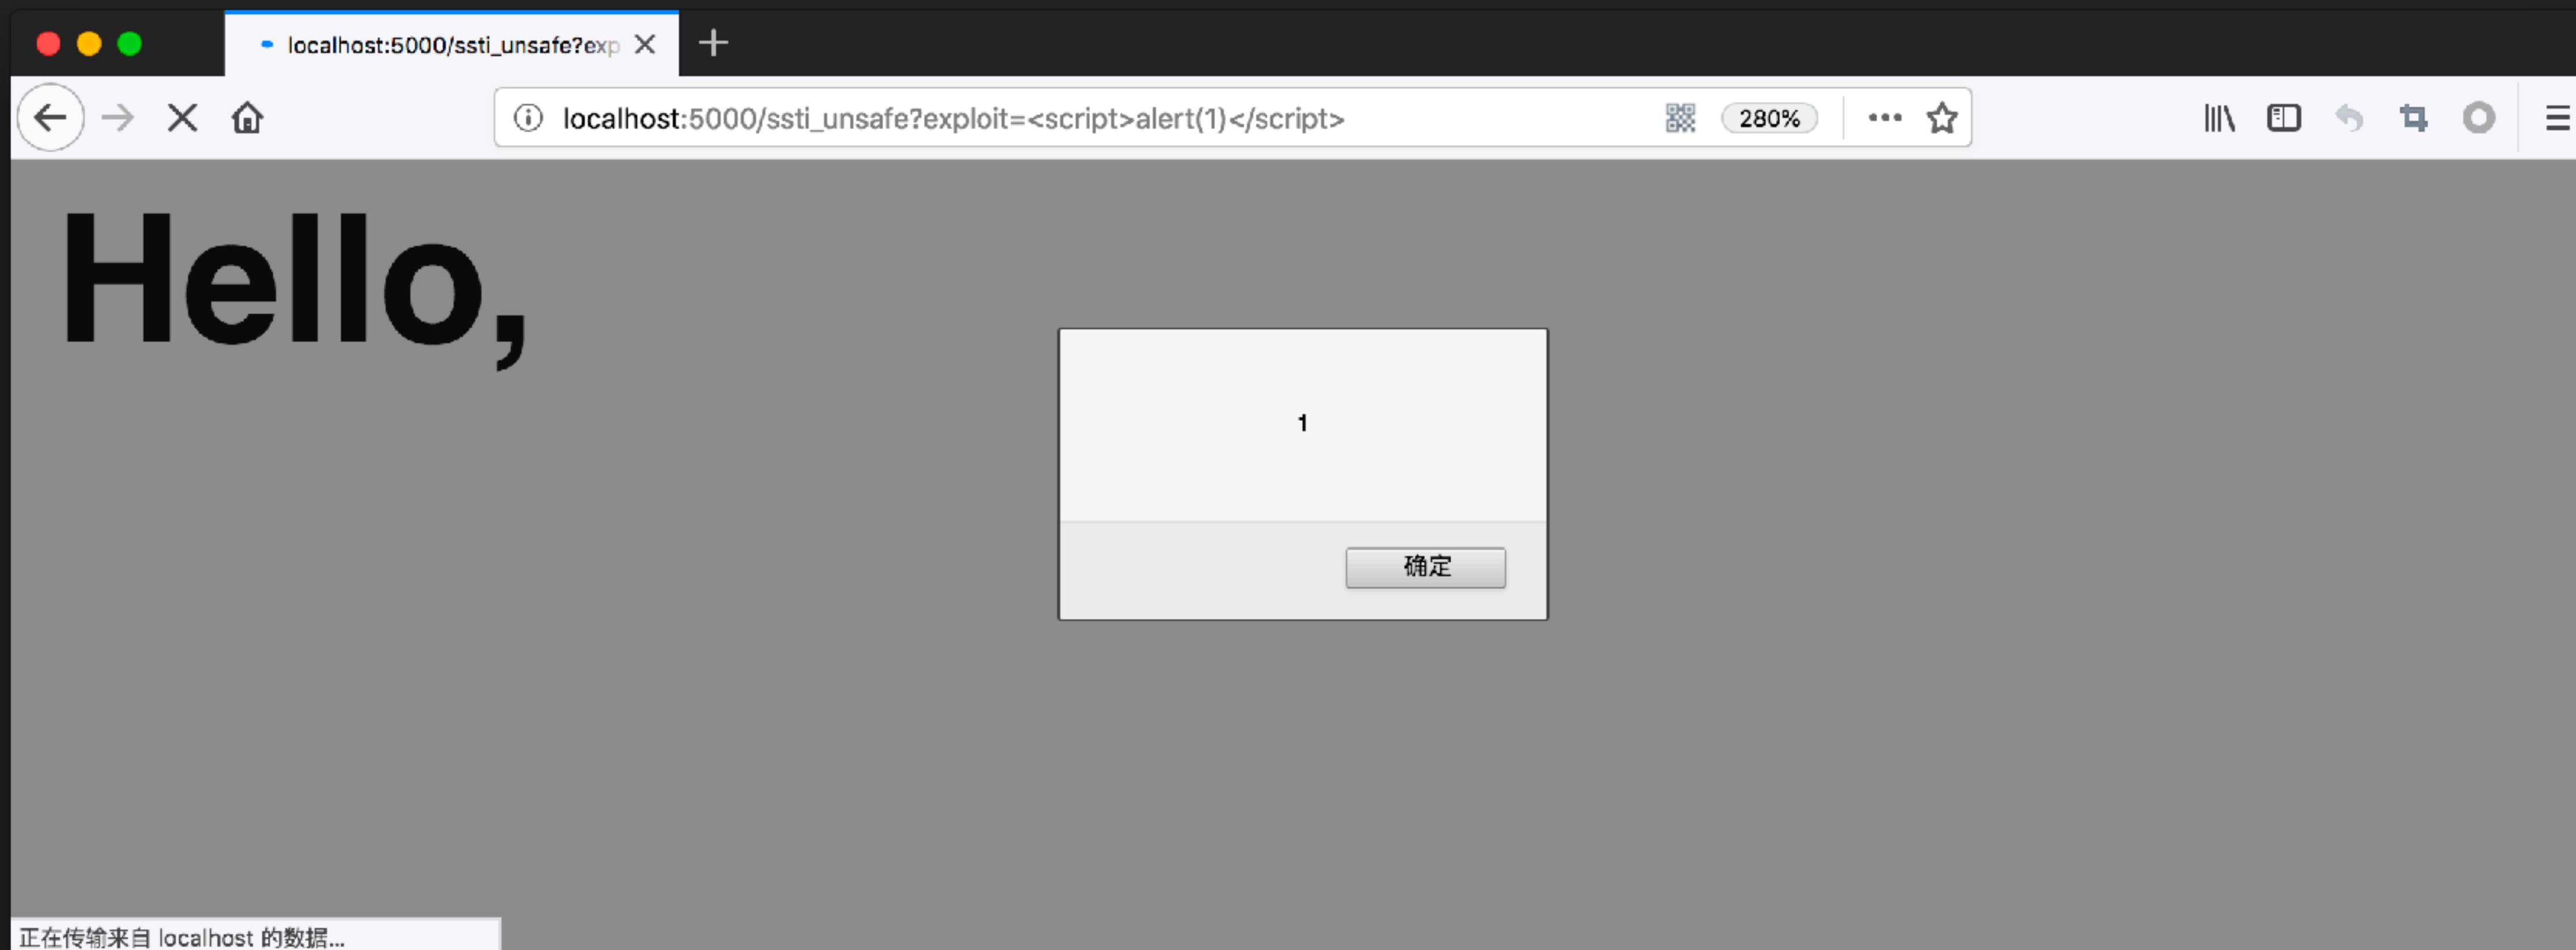 localhost:5000/ssti_unsafe?exp
localhost:5000/ssti_unsafe?exploit=<script>alert(1)</script>
280%
Hello,
1
确定
正在传输来自 localhost 的数据...